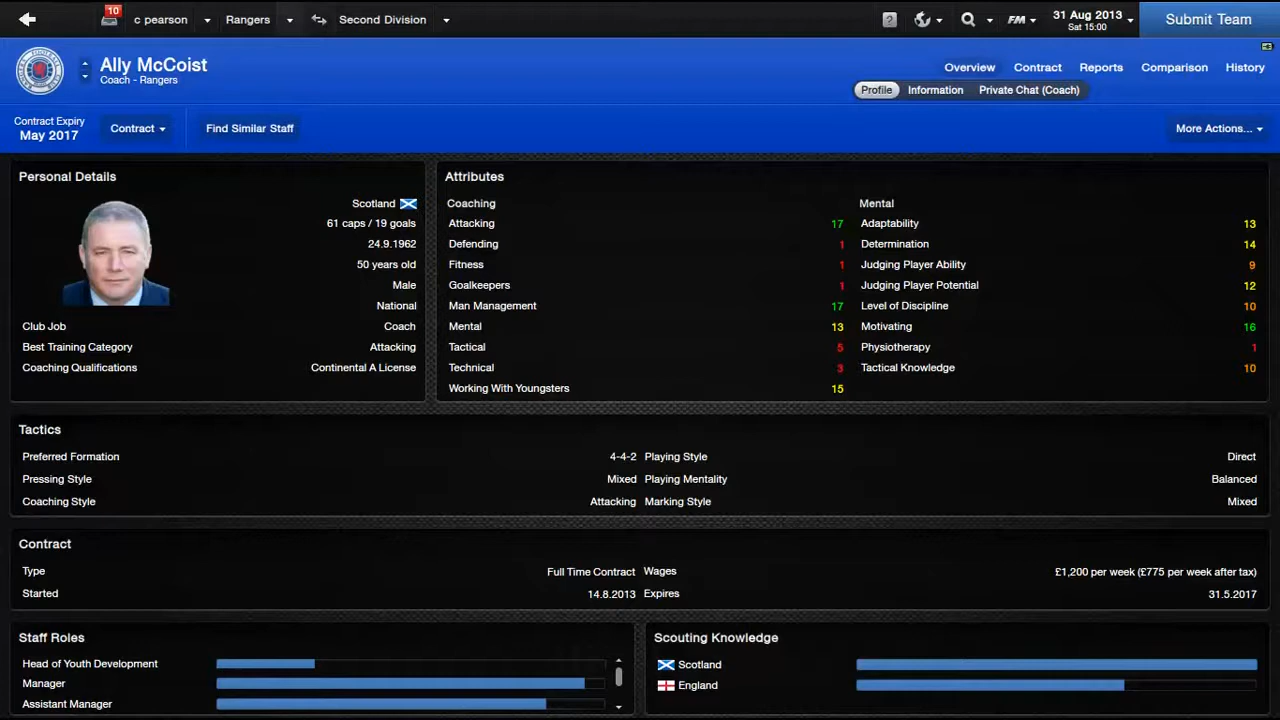 10 c pearson Rangers Second Division ? FM 31 Aug 2013 Submit Team
Sat 15:00
Ally McCoist
Coach - Rangers
Overview Contract Reports Comparison History
Profile Information Private Chat (Coach)
Contract Expiry
May 2017
Contract Find Similar Staff More Actions...
Personal Details
Scotland
61 caps / 19 goals
24.9.1962
50 years old
Male
National
Club Job Coach
Best Training Category Attacking
Coaching Qualifications Continental A License
Attributes
Coaching
Attacking 17
Defending 1
Fitness 1
Goalkeepers 1
Man Management 17
Mental 13
Tactical 5
Technical 3
Working With Youngsters 15
Mental
Adaptability 13
Determination 14
Judging Player Ability 9
Judging Player Potential 12
Level of Discipline 10
Motivating 16
Physiotherapy 1
Tactical Knowledge 10
Tactics
Preferred Formation 4-4-2 Playing Style Direct
Pressing Style Mixed Playing Mentality Balanced
Coaching Style Attacking Marking Style Mixed
Contract
Type Full Time Contract Wages £1,200 per week (£775 per week after tax)
Started 14.8.2013 Expires 31.5.2017
Staff Roles
Head of Youth Development
Manager
Assistant Manager
Scouting Knowledge
Scotland
England